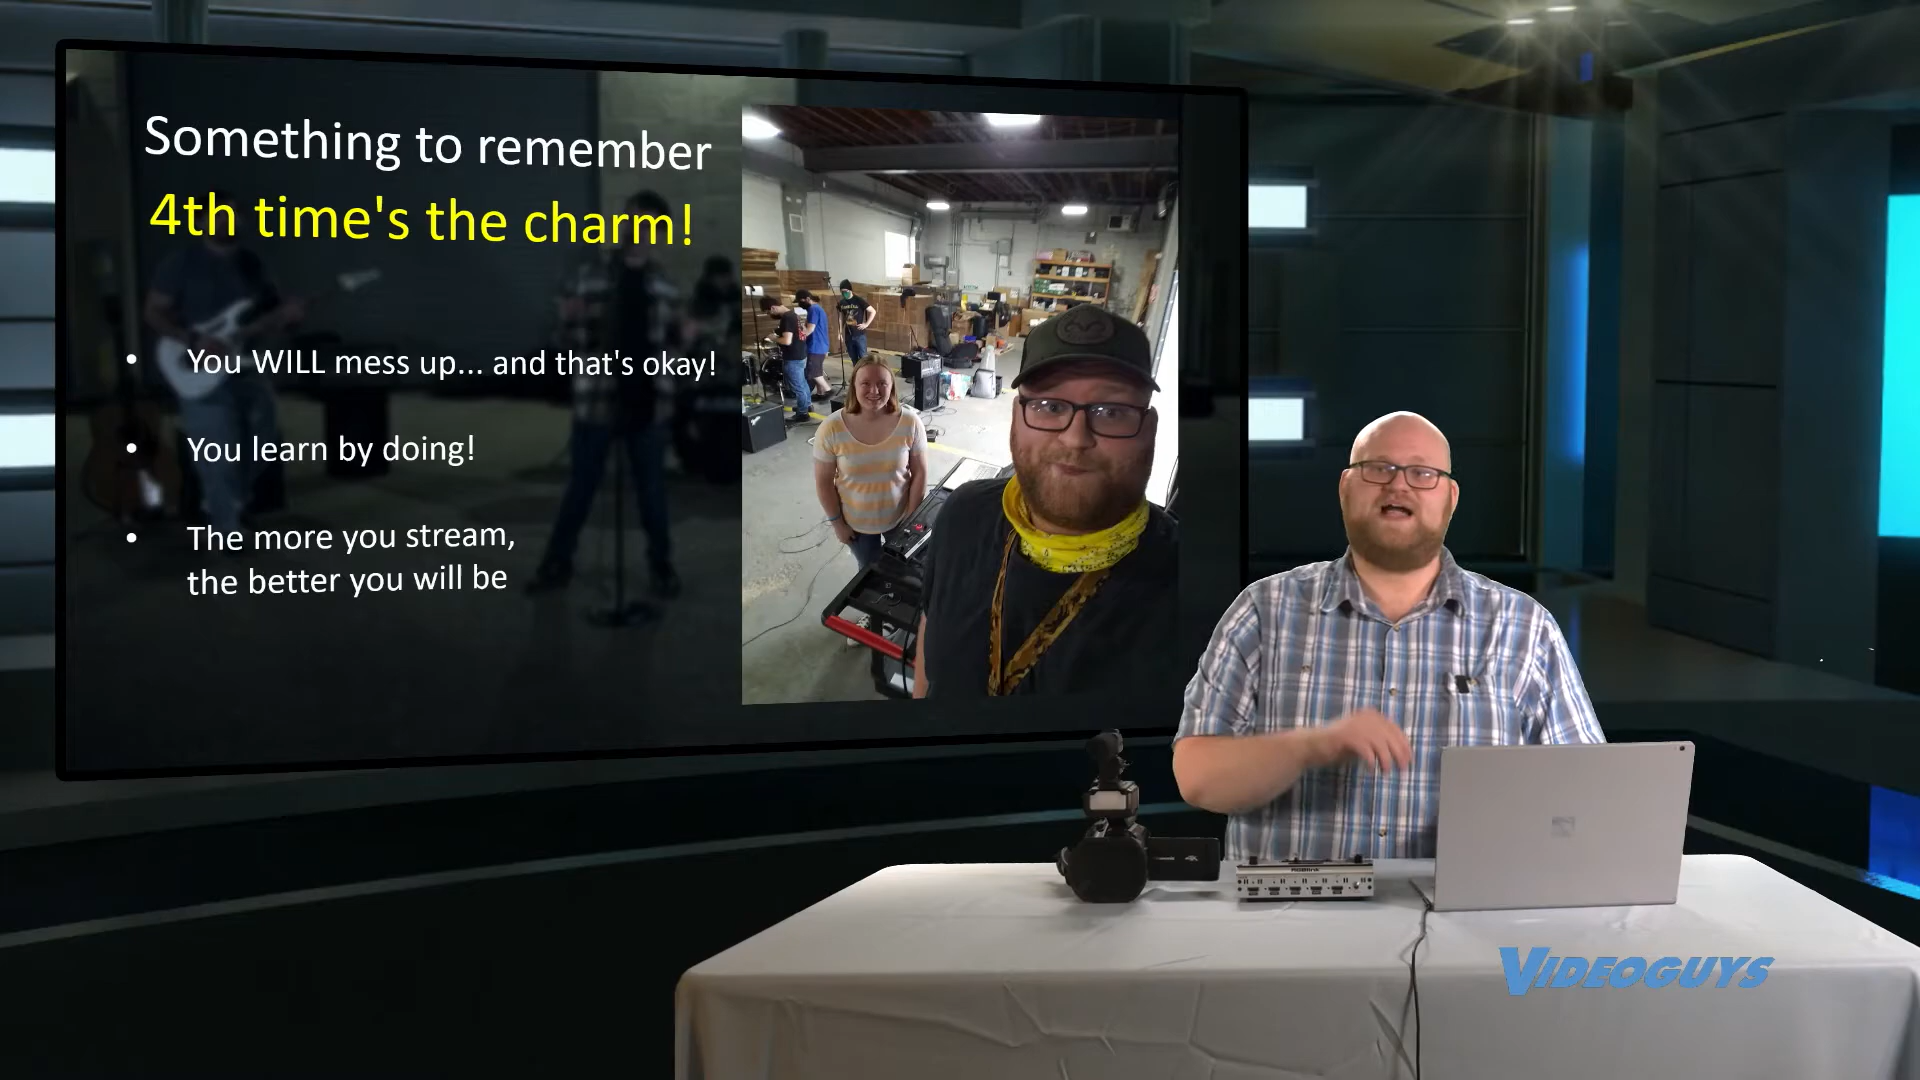 Something to remember
4th time's the charm!
• You WILL mess up... and that's okay!
• You learn by doing!
• The more you stream,
the better you will be
RGBlink
VIDEOGUYS